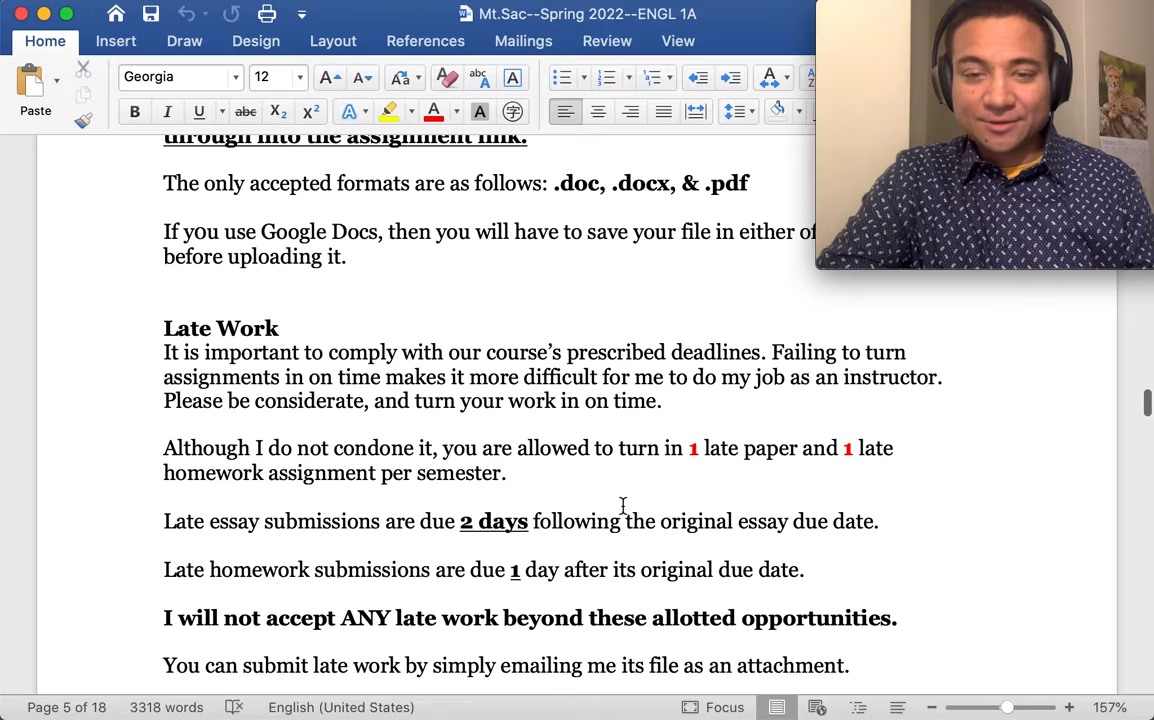 Mt.Sac--Spring 2022--ENGL 1A
Home Insert Draw Design Layout References Mailings Review View
Paste
Georgia 12
through into the assignment link.
The only accepted formats are as follows: .doc, .docx, & .pdf
If you use Google Docs, then you will have to save your file in either of
before uploading it.
Late Work
It is important to comply with our course's prescribed deadlines. Failing to turn
assignments in on time makes it more difficult for me to do my job as an instructor.
Please be considerate, and turn your work in on time.
Although I do not condone it, you are allowed to turn in 1 late paper and 1 late
homework assignment per semester.
Late essay submissions are due 2 days following the original essay due date.
Late homework submissions are due 1 day after its original due date.
I will not accept ANY late work beyond these allotted opportunities.
You can submit late work by simply emailing me its file as an attachment.
Page 5 of 18 3318 words English (United States) Focus 157%